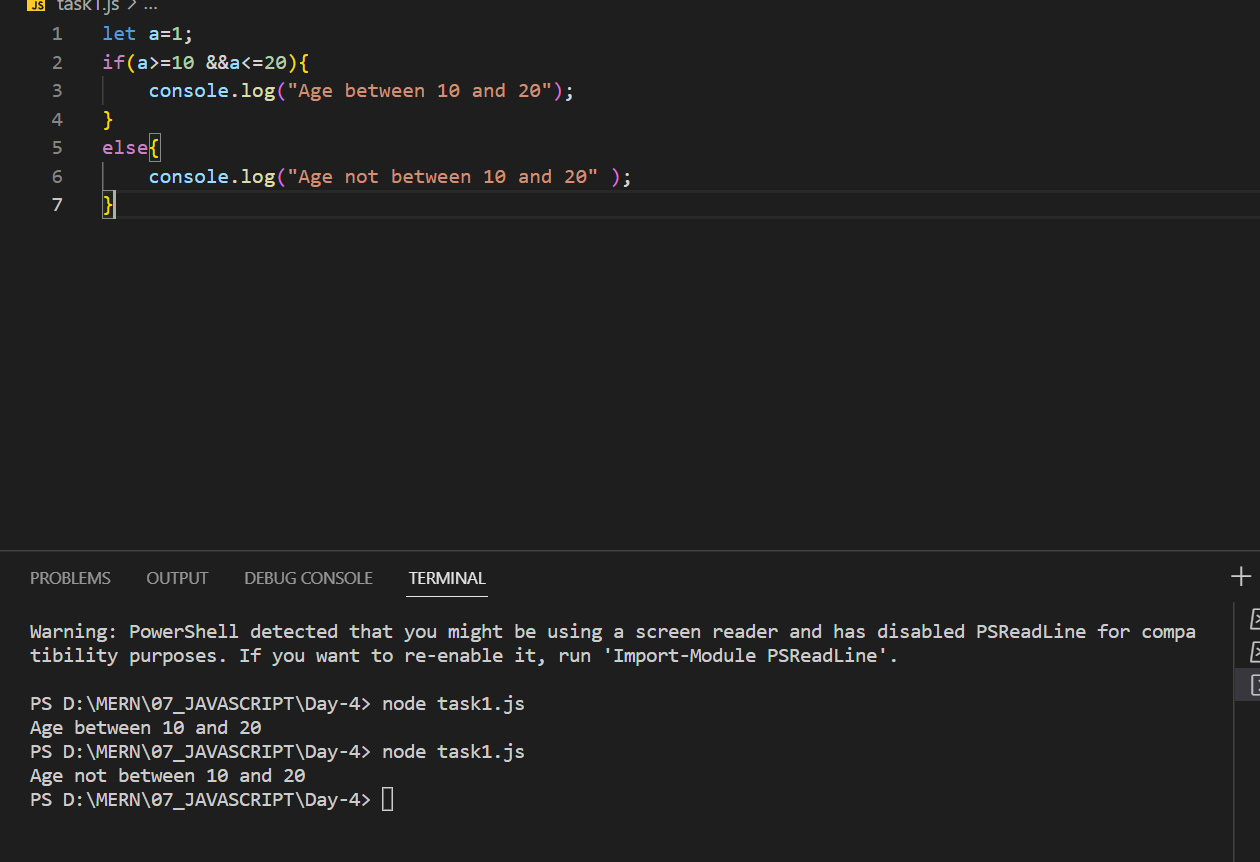 JS task1.js > ...
1 let a=1;
2 if(a>=10 &&a<=20){
3     console.log("Age between 10 and 20");
4 }
5 else{
6     console.log("Age not between 10 and 20" );
7 }
PROBLEMS OUTPUT DEBUG CONSOLE TERMINAL
Warning: PowerShell detected that you might be using a screen reader and has disabled PSReadLine for compa
tibility purposes. If you want to re-enable it, run 'Import-Module PSReadLine'.
PS D:\MERN\07_JAVASCRIPT\Day-4> node task1.js
Age between 10 and 20
PS D:\MERN\07_JAVASCRIPT\Day-4> node task1.js
Age not between 10 and 20
PS D:\MERN\07_JAVASCRIPT\Day-4>